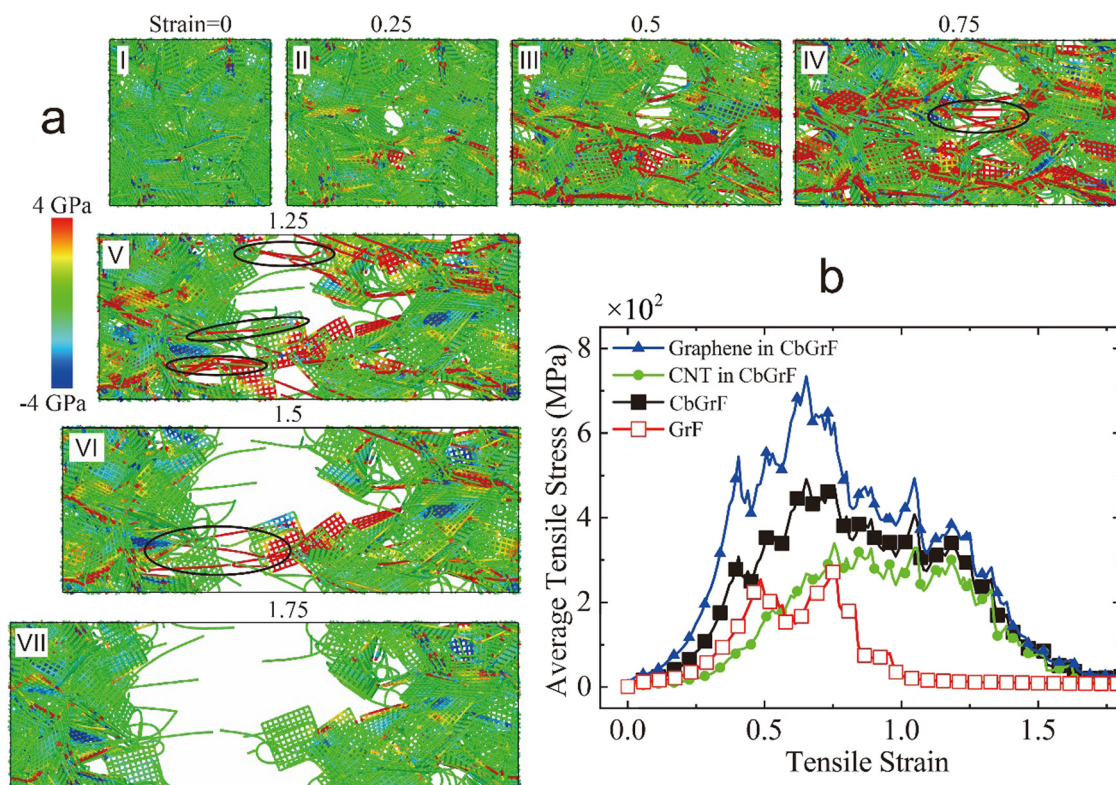 Strain=0 0.25 0.5 0.75
I II III IV
a
4 GPa
-4 GPa
1.25
V
1.5
VI
1.75
VII
b
×10²
8
6
4
2
0
Average Tensile Stress (MPa)
Graphene in CbGrF
CNT in CbGrF
CbGrF
GrF
0.0 0.5 1.0 1.5
Tensile Strain